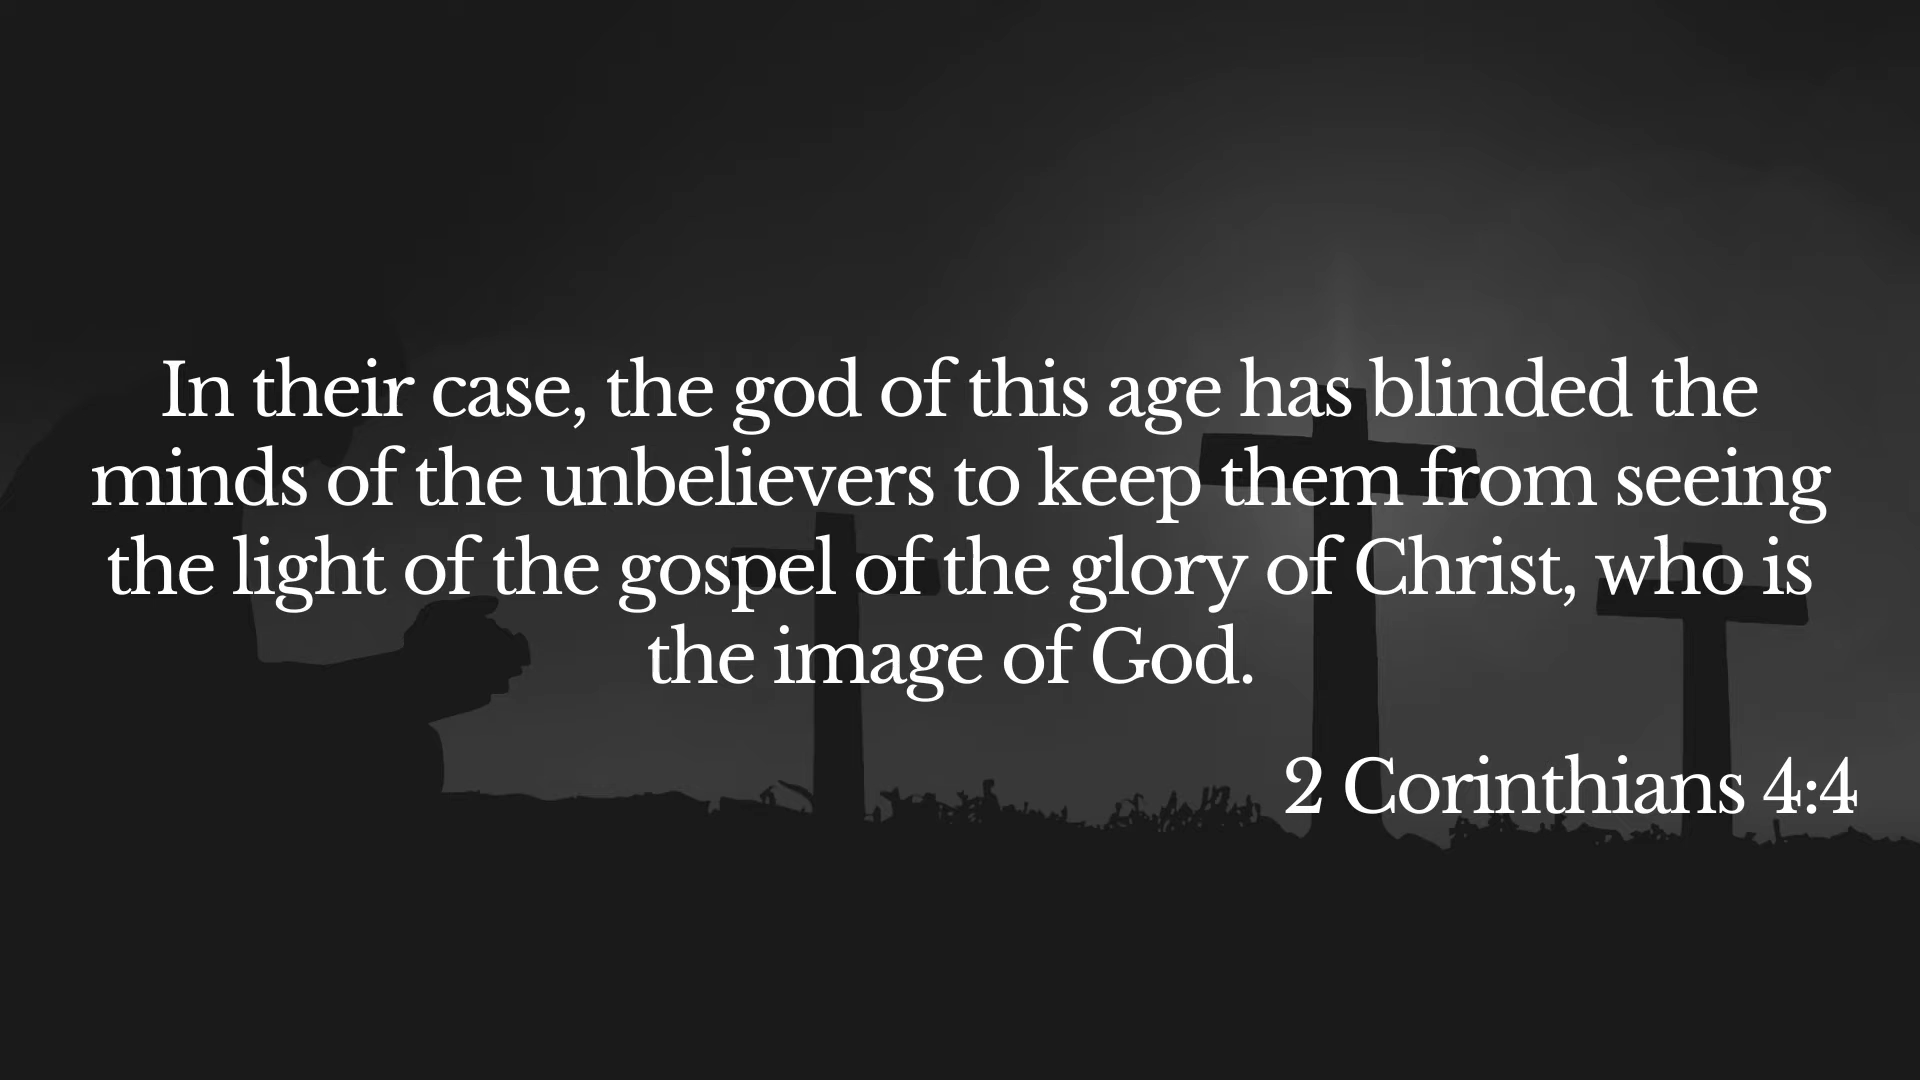 In their case, the god of this age has blinded the
minds of the unbelievers to keep them from seeing
the light of the gospel of the glory of Christ, who is
the image of God.
2 Corinthians 4:4